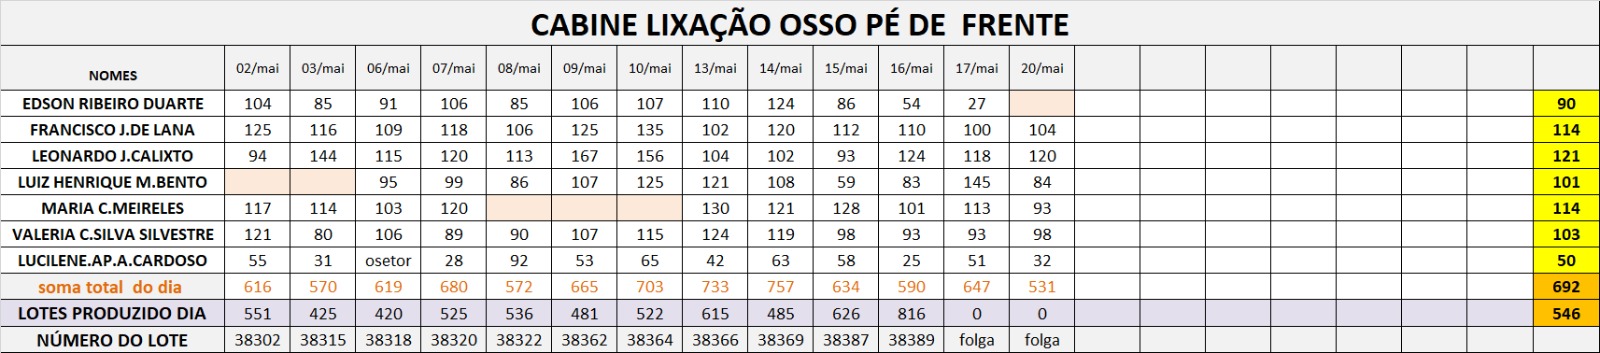 CABINE LIXAÇÃO OSSO PÉ DE FRENTE
NOMES 02/mai 03/mai 06/mai 07/mai 08/mai 09/mai 10/mai 13/mai 14/mai 15/mai 16/mai 17/mai 20/mai
EDSON RIBEIRO DUARTE 104 85 91 106 85 106 107 110 124 86 54 27 90
FRANCISCO J.DE LANA 125 116 109 118 106 125 135 102 120 112 110 100 104 114
LEONARDO J.CALIXTO 94 144 115 120 113 167 156 104 102 93 124 118 120 121
LUIZ HENRIQUE M.BENTO 95 99 86 107 125 121 108 59 83 145 84 101
MARIA C.MEIRELES 117 114 103 120 130 121 128 101 113 93 114
VALERIA C.SILVA SILVESTRE 121 80 106 89 90 107 115 124 119 98 93 93 98 103
LUCILENE.AP.A.CARDOSO 55 31 osetor 28 92 53 65 42 63 58 25 51 32 50
soma total do dia 616 570 619 680 572 665 703 733 757 634 590 647 531 692
LOTES PRODUZIDO DIA 551 425 420 525 536 481 522 615 485 626 816 0 0 546
NÚMERO DO LOTE 38302 38315 38318 38320 38322 38362 38364 38366 38369 38387 38389 folga folga